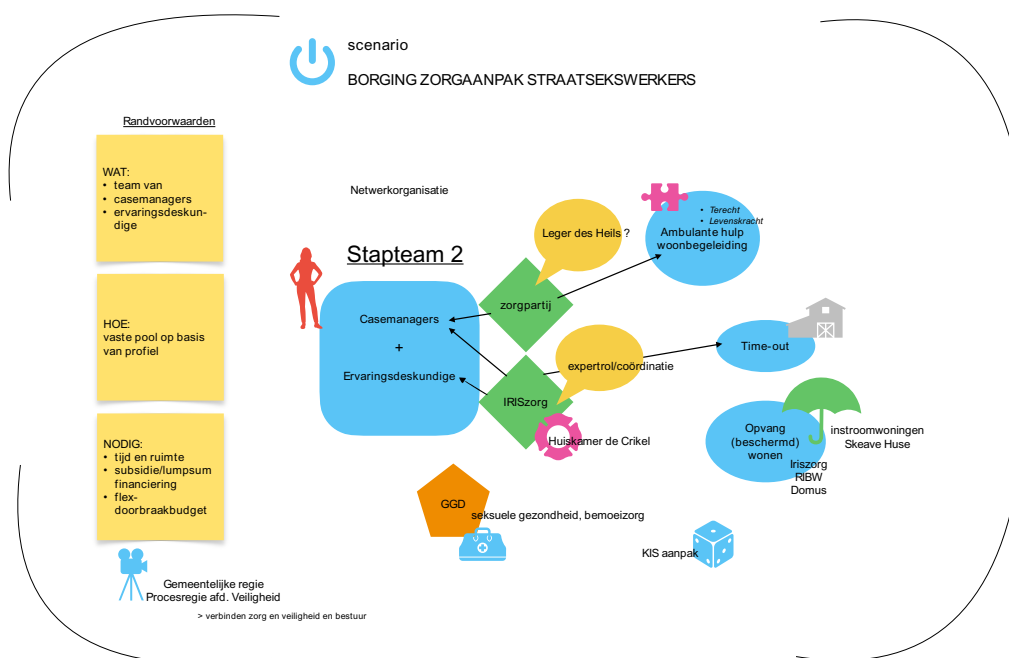 scenario
BORGING ZORGAANPAK STRAATSEKSWERKERS
Randvoorwaarden
WAT:
• team van
• casemanagers
• ervaringsdeskun-
dige
HOE:
vaste pool op basis
van profiel
NODIG:
• tijd en ruimte
• subsidie/lumpsum
financiering
• flex-
doorbraakbudget
Gemeentelijke regie
Procesregie afd. Veiligheid
> verbinden zorg en veiligheid en bestuur
Netwerkorganisatie
Stapteam 2
Casemanagers
+
Ervaringsdeskundige
Leger des Heils ?
zorgpartij
expertrol/coördinatie
IRISzorg
Huiskamer de Crikel
GGD
seksuele gezondheid, bemoeizorg
• Terecht
• Levenskracht
Ambulante hulp
woonbegeleiding
Time-out
Opvang
(beschermd)
wonen
instroomwoningen
Skeave Huse
Iriszorg
RIBW
Domus
KIS aanpak